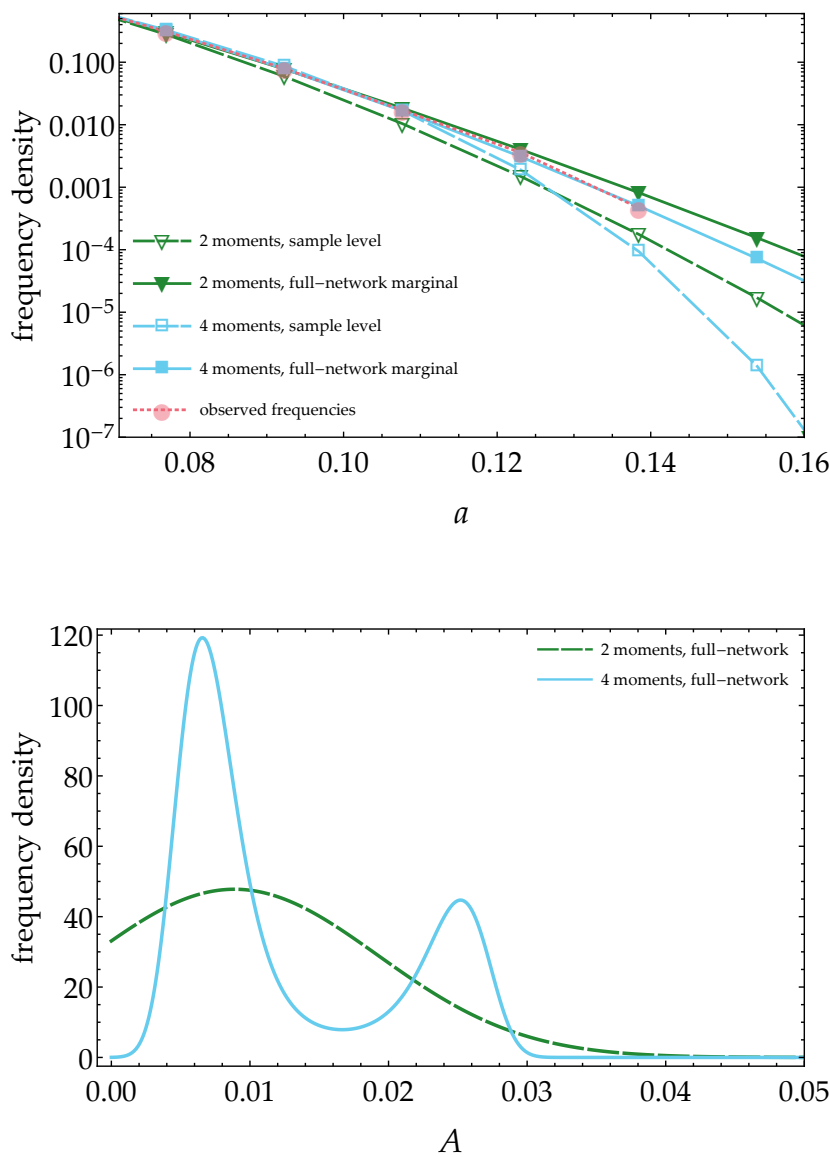 0.100
0.010
0.001
10⁻⁴
10⁻⁵
10⁻⁶
10⁻⁷
frequency density
2 moments, sample level
2 moments, full−network marginal
4 moments, sample level
4 moments, full−network marginal
observed frequencies
0.08 0.10 0.12 0.14 0.16
a
120
100
80
60
40
20
0
frequency density
2 moments, full−network
4 moments, full−network
0.00 0.01 0.02 0.03 0.04 0.05
A